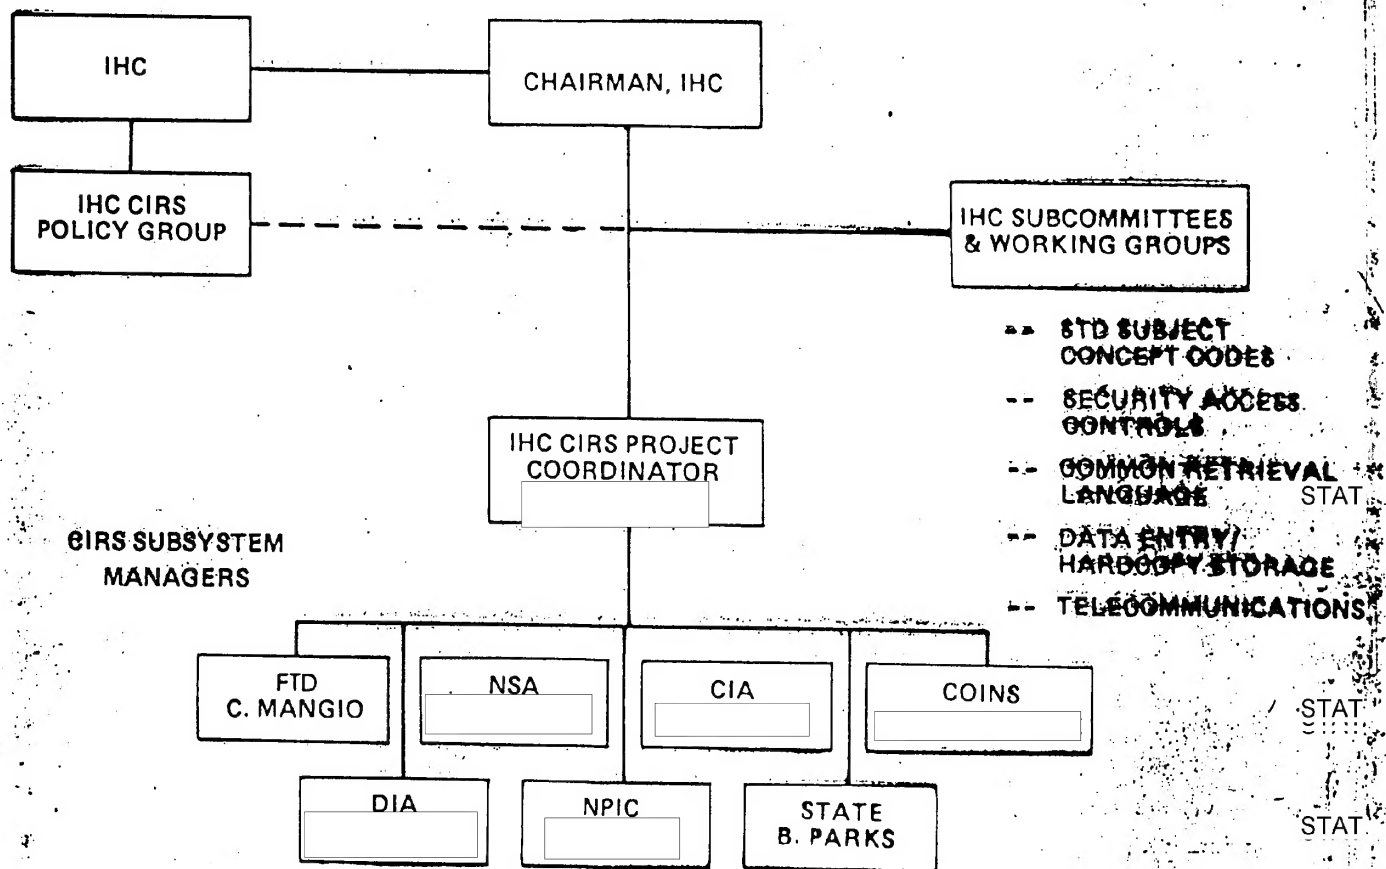 IHC
CHAIRMAN, IHC
IHC CIRS
POLICY GROUP
IHC SUBCOMMITTEES
& WORKING GROUPS
-- STD SUBJECT
CONCEPT CODES
-- SECURITY ACCESS
CONTROLS
-- COMMON RETRIEVAL
LANGUAGE
STAT
-- DATA ENTRY/
HARDCOPY STORAGE
-- TELECOMMUNICATIONS
IHC CIRS PROJECT
COORDINATOR
CIRS SUBSYSTEM
MANAGERS
FTD
C. MANGIO
NSA
CIA
COINS
STAT
DIA
NPIC
STATE
B. PARKS
STAT